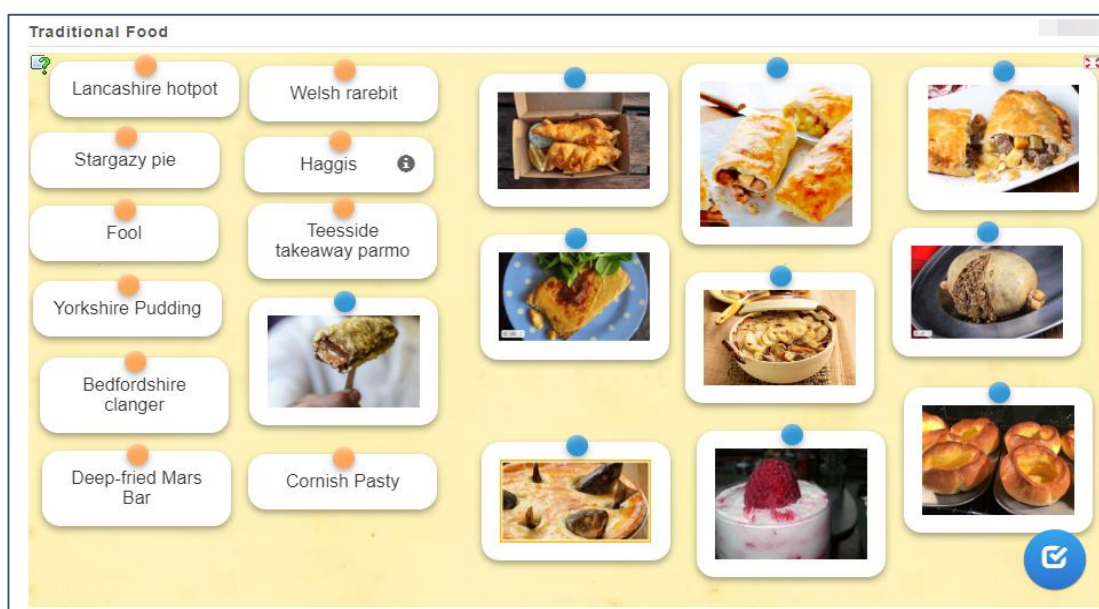 Traditional Food
Lancashire hotpot
Welsh rarebit
Stargazy pie
Haggis
Fool
Teesside
takeaway parmo
Yorkshire Pudding
Bedfordshire
clanger
Deep-fried Mars
Bar
Cornish Pasty